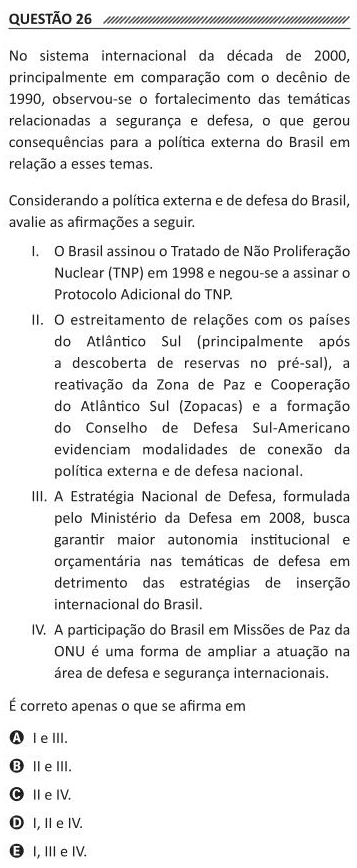 QUESTÃO 26
No sistema internacional da década de 2000,
principalmente em comparação com o decênio de
1990, observou-se o fortalecimento das temáticas
relacionadas a segurança e defesa, o que gerou
consequências para a política externa do Brasil em
relação a esses temas.
Considerando a política externa e de defesa do Brasil,
avalie as afirmações a seguir.
I. O Brasil assinou o Tratado de Não Proliferação
Nuclear (TNP) em 1998 e negou-se a assinar o
Protocolo Adicional do TNP.
II. O estreitamento de relações com os países
do Atlântico Sul (principalmente após
a descoberta de reservas no pré-sal), a
reativação da Zona de Paz e Cooperação
do Atlântico Sul (Zopacas) e a formação
do Conselho de Defesa Sul-Americano
evidenciam modalidades de conexão da
política externa e de defesa nacional.
III. A Estratégia Nacional de Defesa, formulada
pelo Ministério da Defesa em 2008, busca
garantir maior autonomia institucional e
orçamentária nas temáticas de defesa em
detrimento das estratégias de inserção
internacional do Brasil.
IV. A participação do Brasil em Missões de Paz da
ONU é uma forma de ampliar a atuação na
área de defesa e segurança internacionais.
É correto apenas o que se afirma em
A I e III.
B II e III.
C II e IV.
D I, II e IV.
E I, III e IV.